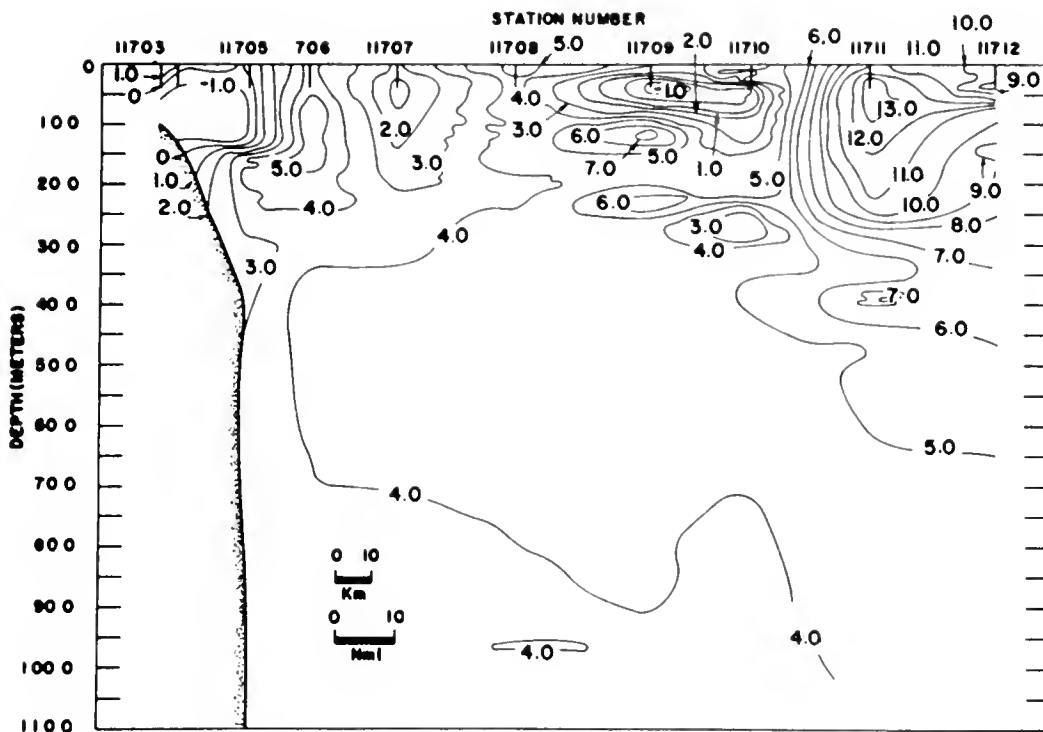 STATION NUMBER
11703 11705 706 11707 11708 5.0 11709 2.0 11710 6.0 11711 11.0 10.0 11712
0 1.0 -1.0 9.0
0 4.0 -1.0 13.0
100 3.0 6.0 12.0
0 5.0 2.0 3.0 7.0 5.0 1.0 5.0 11.0
200 1.0 4.0 6.0 10.0 9.0
2.0 3.0 8.0
300 3.0 4.0 4.0 7.0
400 7.0
6.0
500
DEPTH (METERS)
600
5.0
700 4.0
800 0 10
Km
900 0 10
4.0
Nmi
1000 4.0
1100